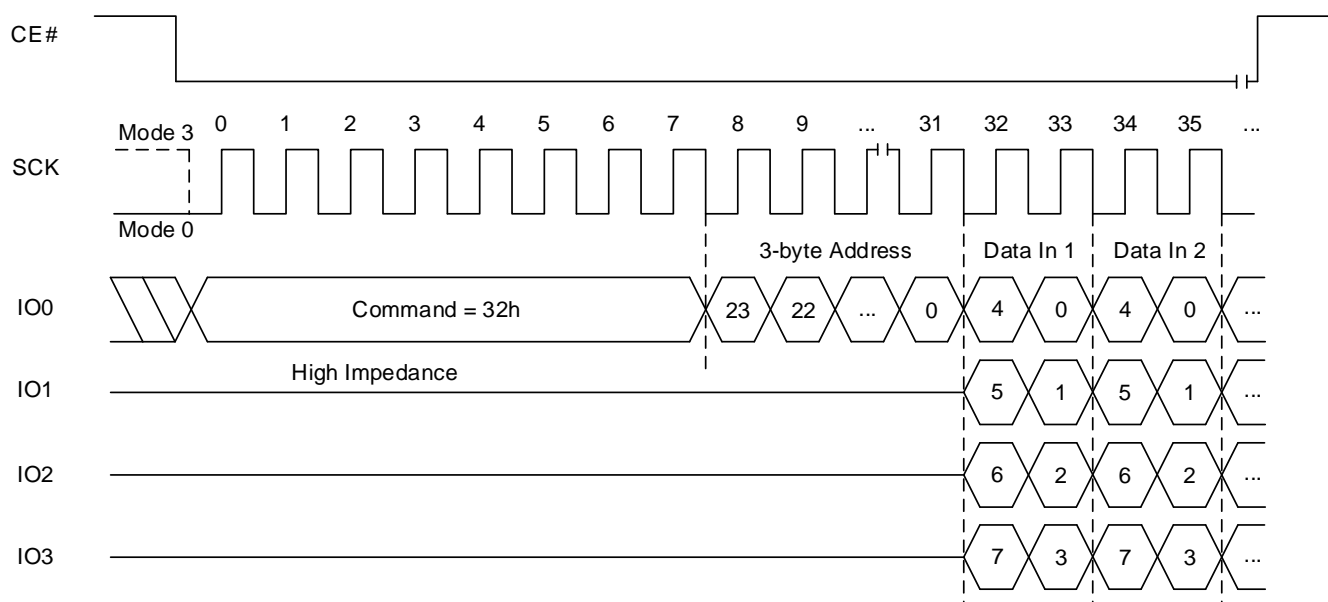 CE#
Mode 3 0 1 2 3 4 5 6 7 8 9 ... 31 32 33 34 35 ...
SCK
Mode 0
3-byte Address Data In 1 Data In 2
IO0 Command = 32h 23 22 ... 0 4 0 4 0 ...
High Impedance
IO1 5 1 5 1 ...
IO2 6 2 6 2 ...
IO3 7 3 7 3 ...